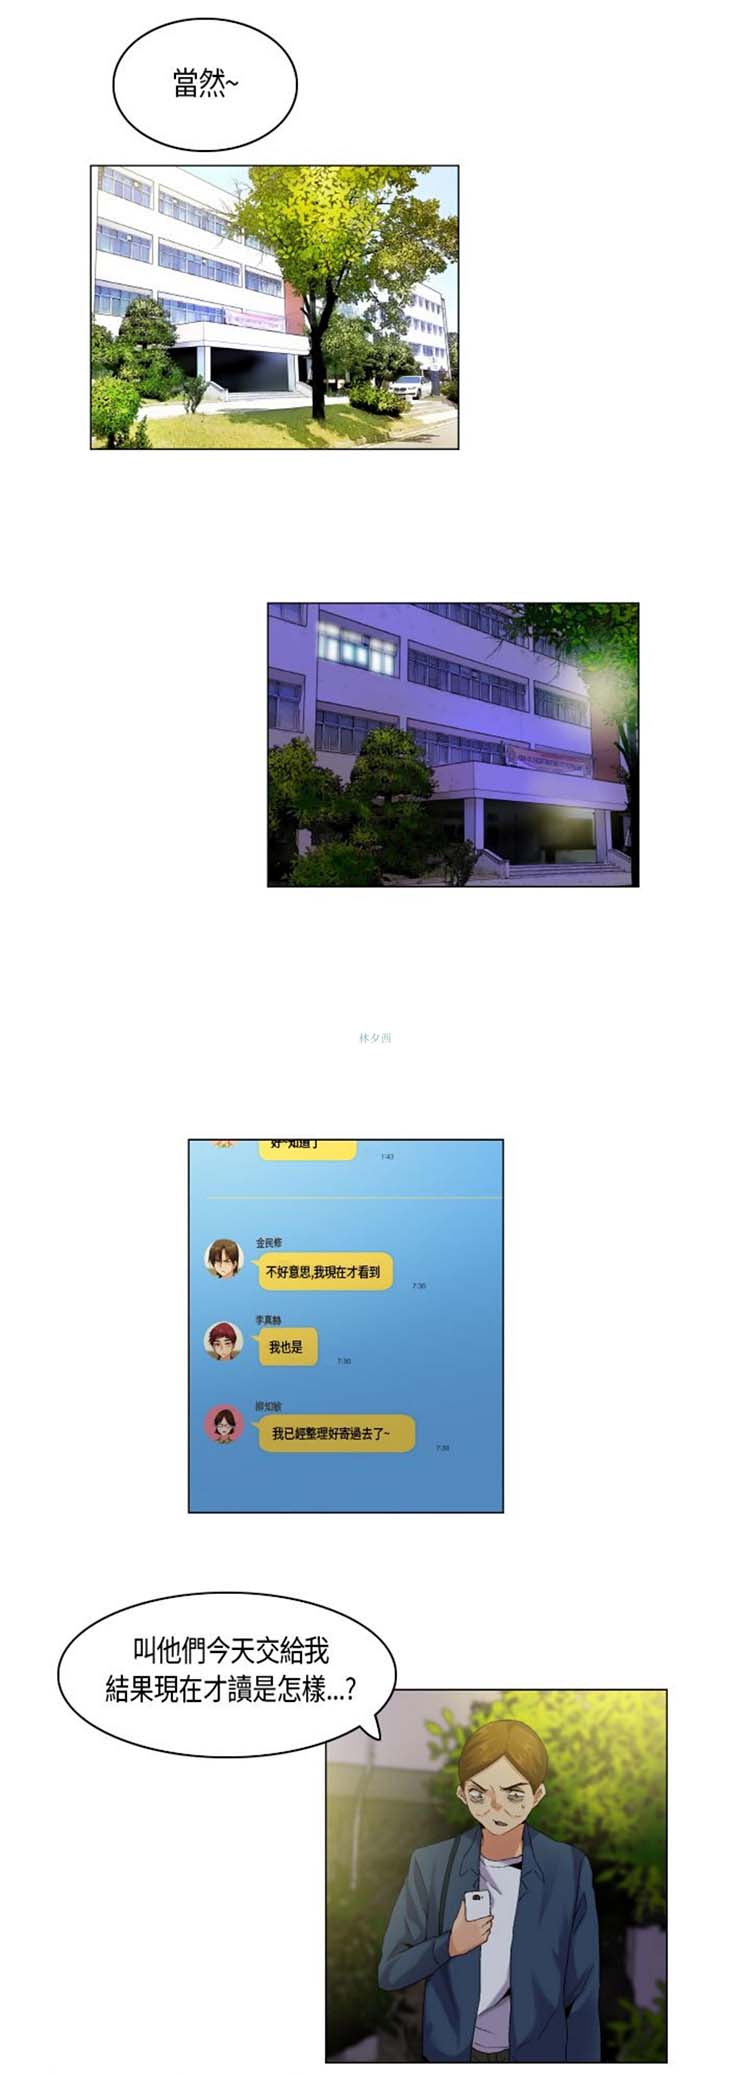 當然~
林夕西
好~知道了
1:43
金民修
不好意思,我現在才看到
7:30
李真赫
我也是
7:30
柳知敏
我已經整理好寄過去了~
7:30
叫他們今天交給我
結果現在才讀是怎樣...?